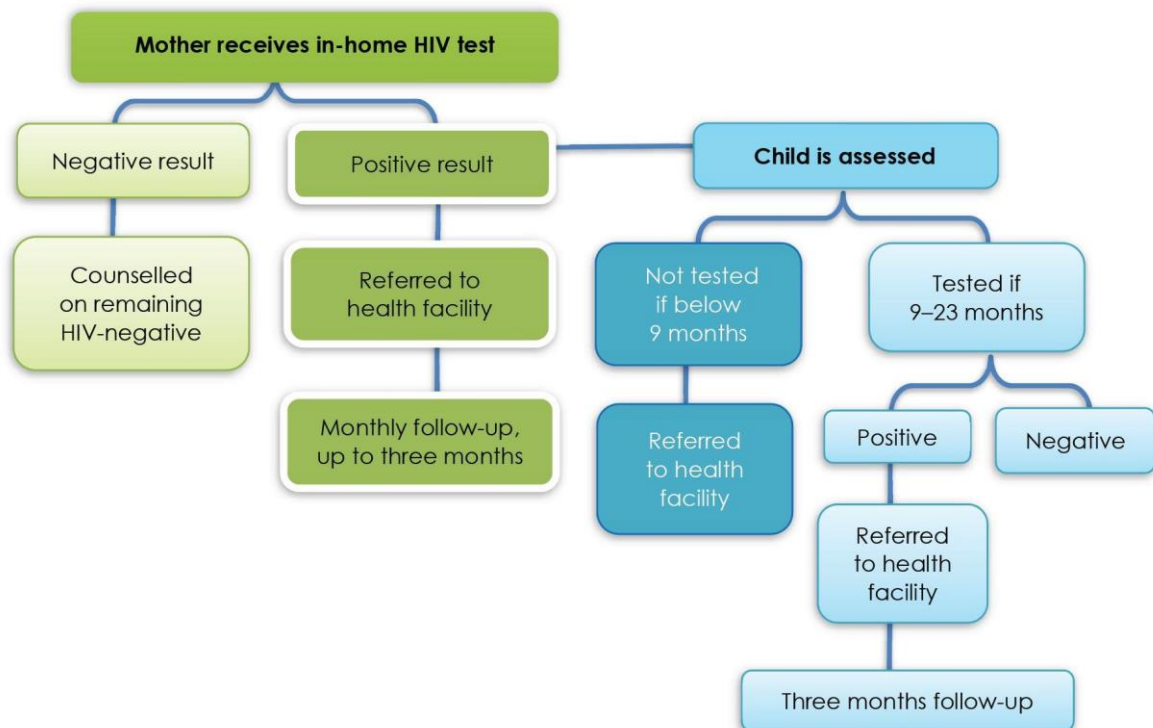 Mother receives in-home HIV test
Negative result
Positive result
Child is assessed
Counselled
on remaining
HIV-negative
Referred to
health facility
Monthly follow-up,
up to three months
Not tested
if below
9 months
Referred
to health
facility
Tested if
9–23 months
Positive
Negative
Referred
to health
facility
Three months follow-up